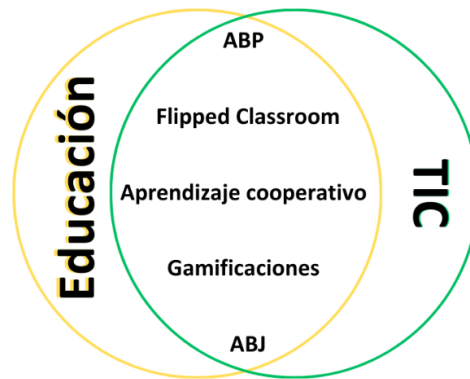 Educación
ABP
Flipped Classroom
Aprendizaje cooperativo
Gamificaciones
ABJ
TIC